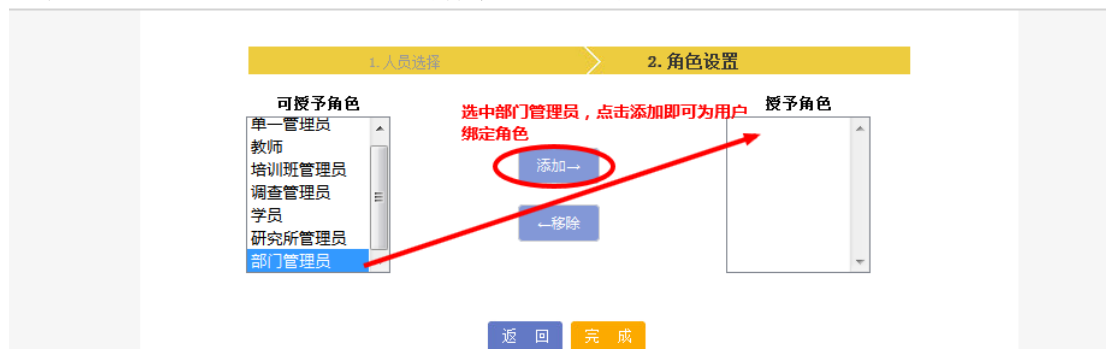 1.人员选择
2.角色设置
可授予角色
选中部门管理员，点击添加即可为用户
绑定角色
授予角色
单一管理员
教师
培训班管理员
调查管理员
学员
研究所管理员
部门管理员
添加→
←移除
返 回
完 成